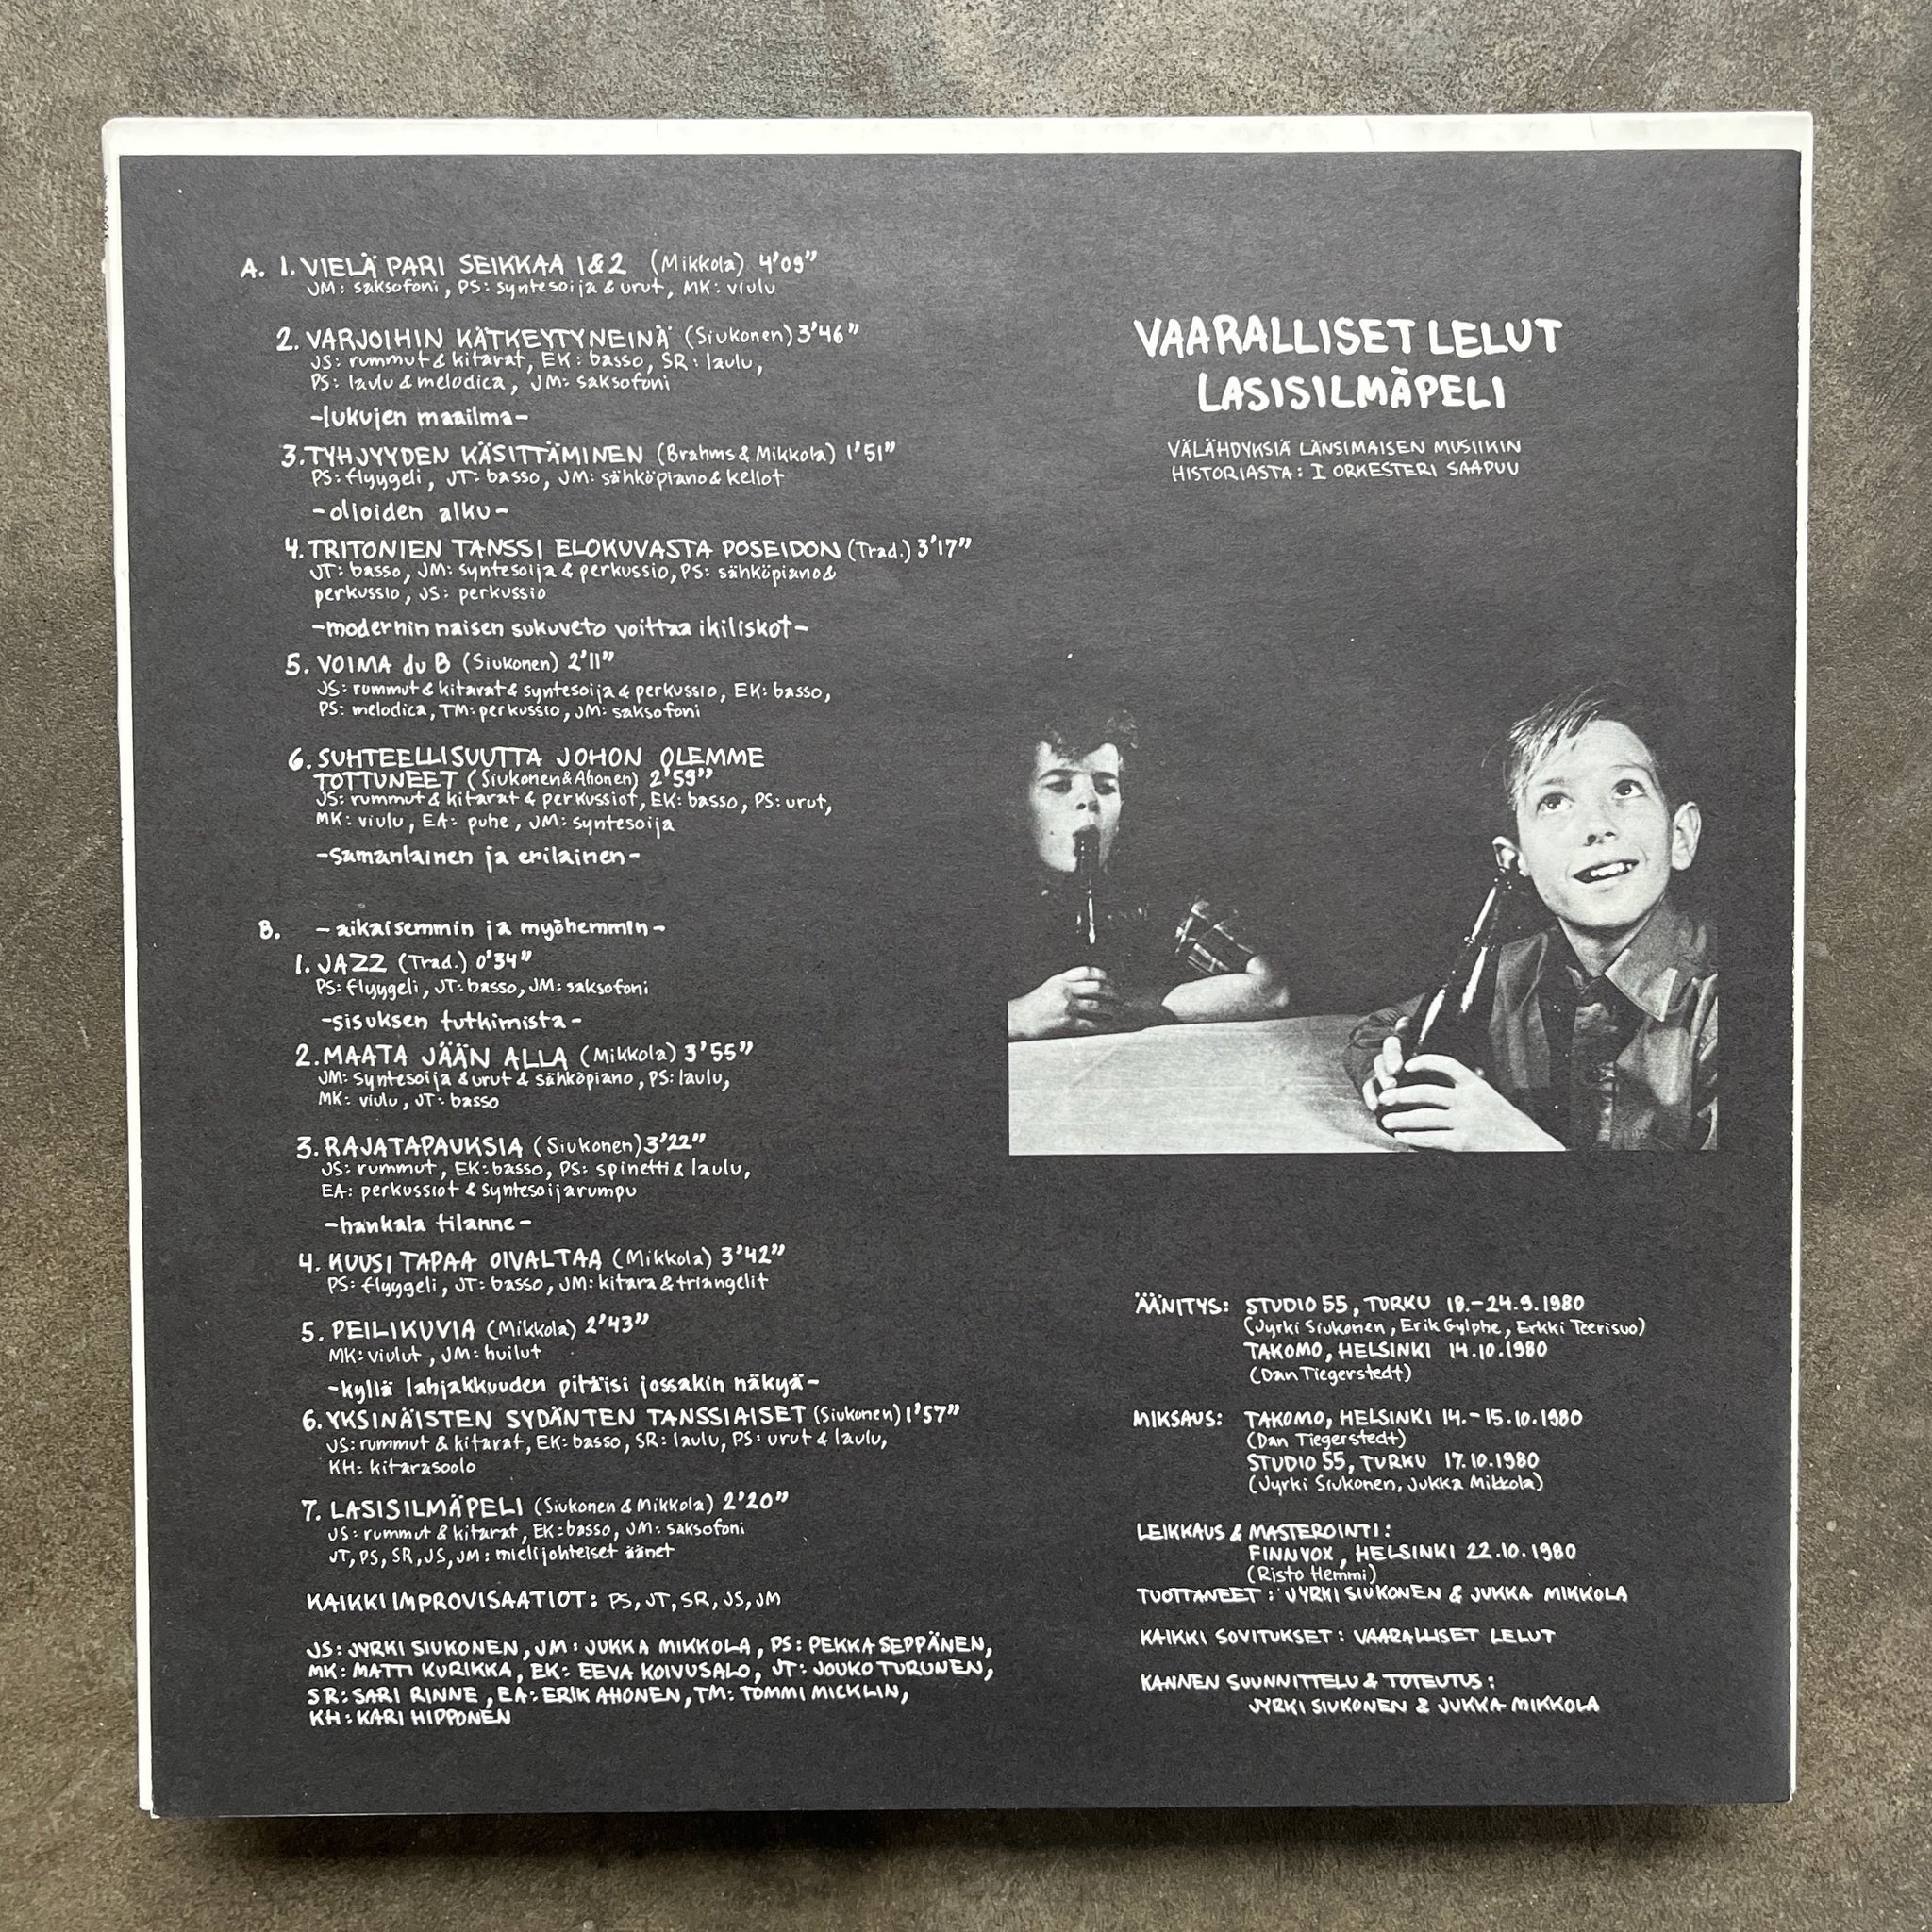 A. 1. VIELÄ PARI SEIKKAA 1&2 (Mikkola) 4'09"
JM: saksofoni, PS: syntesoija & urut, MK: viulu
2. VARJOIHIN KÄTKEYTYNEINÄ (Siukonen) 3'46"
JS: rummut & kitarat, EK: basso, SR: laulu,
PS: laulu & melodica, JM: saksofoni
-lukujen maailma-
3. TYHJYYDEN KÄSITTÄMINEN (Brahms & Mikkola) 1'51"
PS: flyygeli, JT: basso, JM: sähköpiano & kellot
-olioiden alku-
4. TRITONIEN TANSSI ELOKUVASTA POSEIDON (Trad.) 3'17"
JT: basso, JM: syntesoija & perkussio, PS: sähköpiano &
perkussio, JS: perkussio
-modernin naisen sukuveto voittaa ikiliskot-
5. VOIMA du B (Siukonen) 2'11"
JS: rummut & kitarat & syntesoija & perkussio, EK: basso,
PS: melodica, TM: perkussio, JM: saksofoni
6. SUHTEELLISUUTTA JOHON OLEMME
TOTTUNEET (Siukonen & Ahonen) 2'59"
JS: rummut & kitarat & perkussiot, EK: basso, PS: urut,
MK: viulu, EA: puhe, JM: syntesoija
-samanlainen ja erilainen-
B. -aikaisemmin ja myöhemmin-
1. JAZZ (Trad.) 0'34"
PS: flyygeli, JT: basso, JM: saksofoni
-sisuksen tutkimista-
2. MAATA JÄÄN ALLA (Mikkola) 3'55"
JM: syntesoija & urut & sähköpiano, PS: laulu,
MK: viulu, JT: basso
3. RAJATAPAUKSIA (Siukonen) 3'22"
JS: rummut, EK: basso, PS: spinetti & laulu,
EA: perkussiot & syntesoijarumpu
-hankala tilanne-
4. KUUSI TAPAA OIVALTAA (Mikkola) 3'42"
PS: flyygeli, JT: basso, JM: kitara & triangelit
5. PEILIKUVIA (Mikkola) 2'43"
MK: viulut, JM: huilut
-kyllä lahjakkuuden pitäisi jossakin näkyä-
6. YKSINÄISTEN SYDÄNTEN TANSSIAISET (Siukonen) 1'57"
JS: rummut & kitarat, EK: basso, SR: laulu, PS: urut & laulu,
KH: kitarasoolo
7. LASISILMÄPELI (Siukonen & Mikkola) 2'20"
JS: rummut & kitarat, EK: basso, JM: saksofoni
JT, PS, SR, JS, JM: mielijohteiset äänet
KAIKKI IMPROVISAATIOT: PS, JT, SR, JS, JM
JS: JYRKI SIUKONEN, JM: JUKKA MIKKOLA, PS: PEKKA SEPPÄNEN,
MK: MATTI KURIKKA, EK: EEVA KOIVUSALO, JT: JOUKO TURUNEN,
SR: SARI RINNE, EA: ERIK AHONEN, TM: TOMMI MICKLIN,
KH: KARI HIPPONEN
VAARALLISET LELUT
LASISILMÄPELI
VÄLÄHDYKSIÄ LÄNSIMAISEN MUSIIKIN
HISTORIASTA: I ORKESTERI SAAPUU
ÄÄNITYS: STUDIO 55, TURKU 18.-24.9.1980
(Jyrki Siukonen, Erik Gylphe, Erkki Teerisuo)
TAKOMO, HELSINKI 14.10.1980
(Dan Tiegerstedt)
MIKSAUS: TAKOMO, HELSINKI 14.-15.10.1980
(Dan Tiegerstedt)
STUDIO 55, TURKU 17.10.1980
(Jyrki Siukonen, Jukka Mikkola)
LEIKKAUS & MASTEROINTI:
FINNVOX, HELSINKI 22.10.1980
(Risto Hemmi)
TUOTTANEET: JYRKI SIUKONEN & JUKKA MIKKOLA
KAIKKI SOVITUKSET: VAARALLISET LELUT
KANNEN SUUNNITTELU & TOTEUTUS:
JYRKI SIUKONEN & JUKKA MIKKOLA